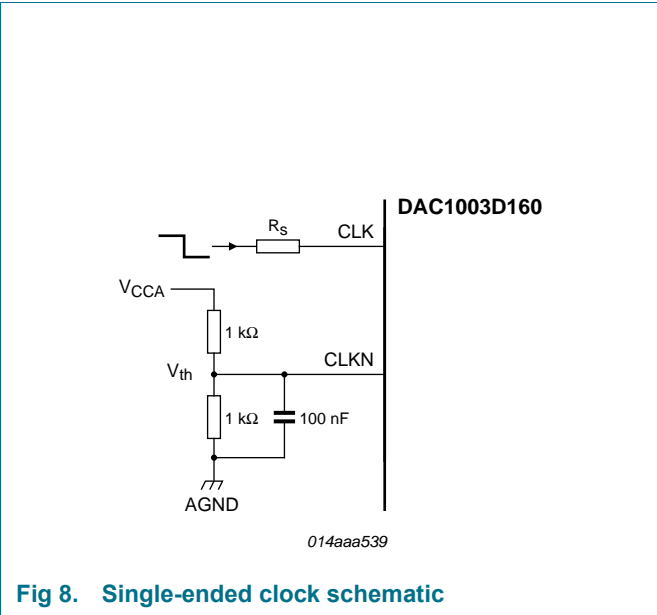 DAC1003D160
RS
CLK
VCCA
1 kΩ
CLKN
Vth
1 kΩ
100 nF
AGND
014aaa539
Fig 8. Single-ended clock schematic